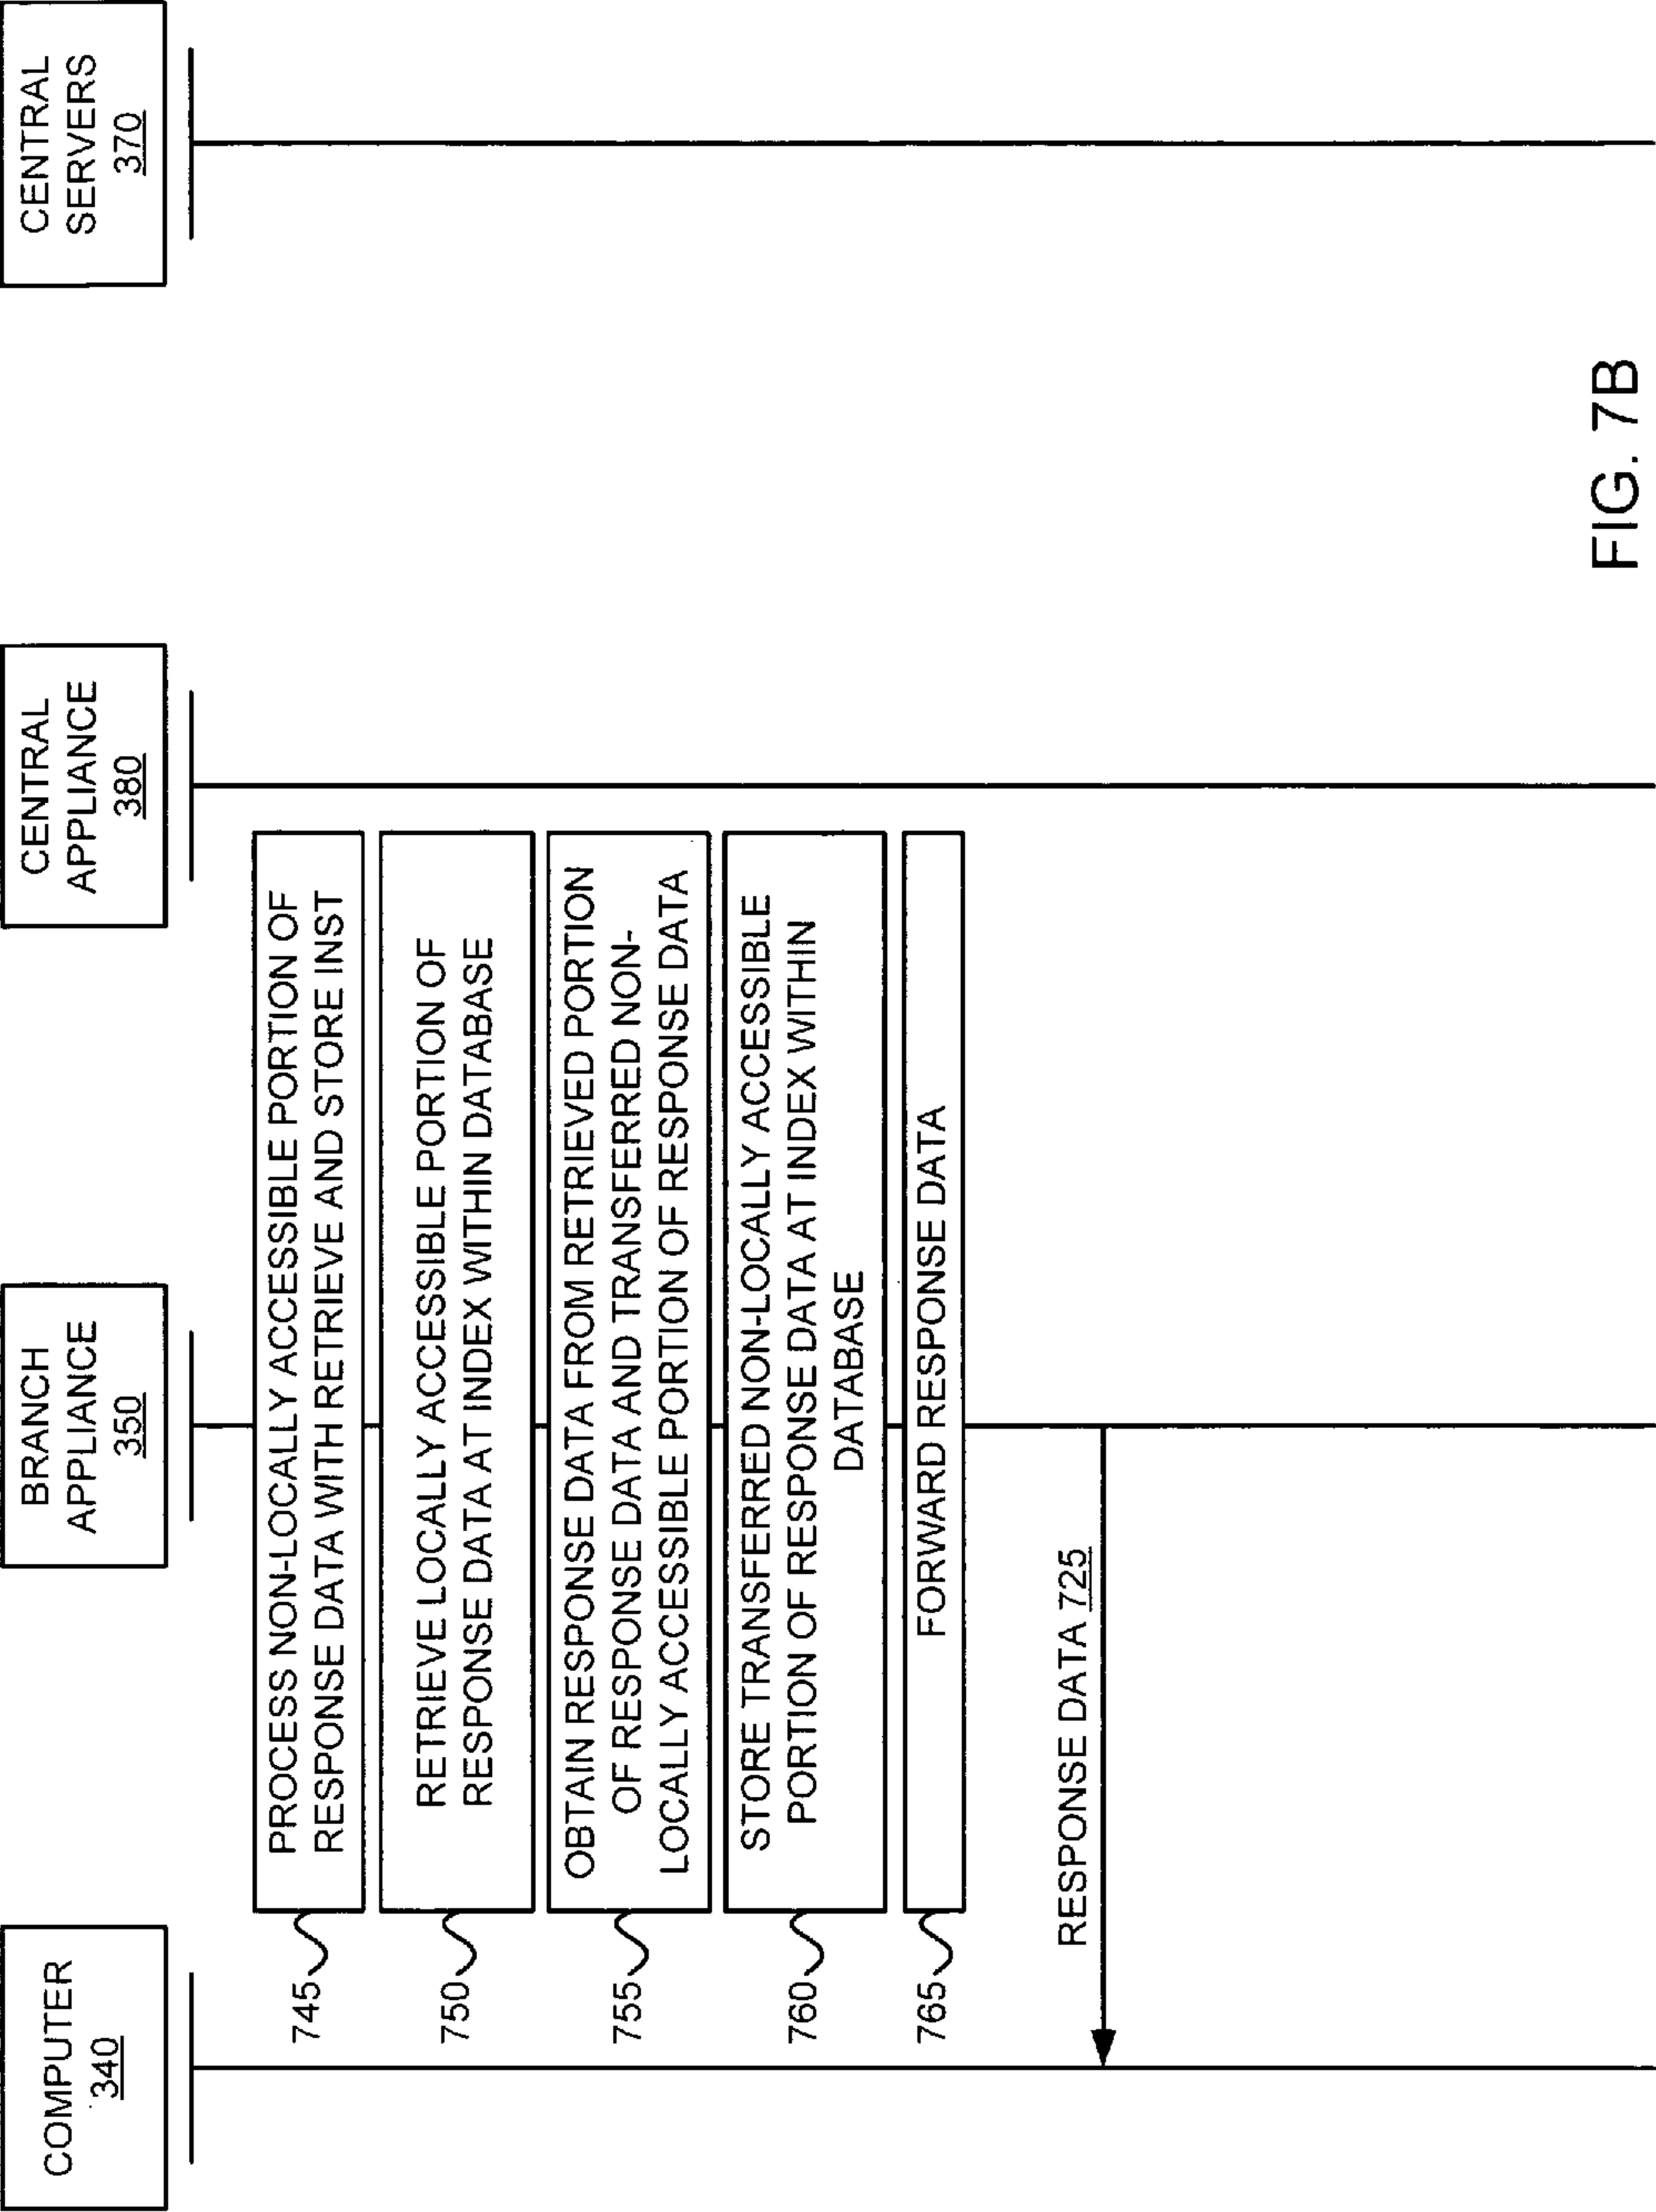 COMPUTER
340
BRANCH
APPLIANCE
350
CENTRAL
APPLIANCE
380
CENTRAL
SERVERS
370
745
PROCESS NON-LOCALLY ACCESSIBLE PORTION OF
RESPONSE DATA WITH RETRIEVE AND STORE INST
750
RETRIEVE LOCALLY ACCESSIBLE PORTION OF
RESPONSE DATA AT INDEX WITHIN DATABASE
755
OBTAIN RESPONSE DATA FROM RETRIEVED PORTION
OF RESPONSE DATA AND TRANSFERRED NON-
LOCALLY ACCESSIBLE PORTION OF RESPONSE DATA
760
STORE TRANSFERRED NON-LOCALLY ACCESSIBLE
PORTION OF RESPONSE DATA AT INDEX WITHIN
DATABASE
765
FORWARD RESPONSE DATA
RESPONSE DATA 725
FIG. 7B